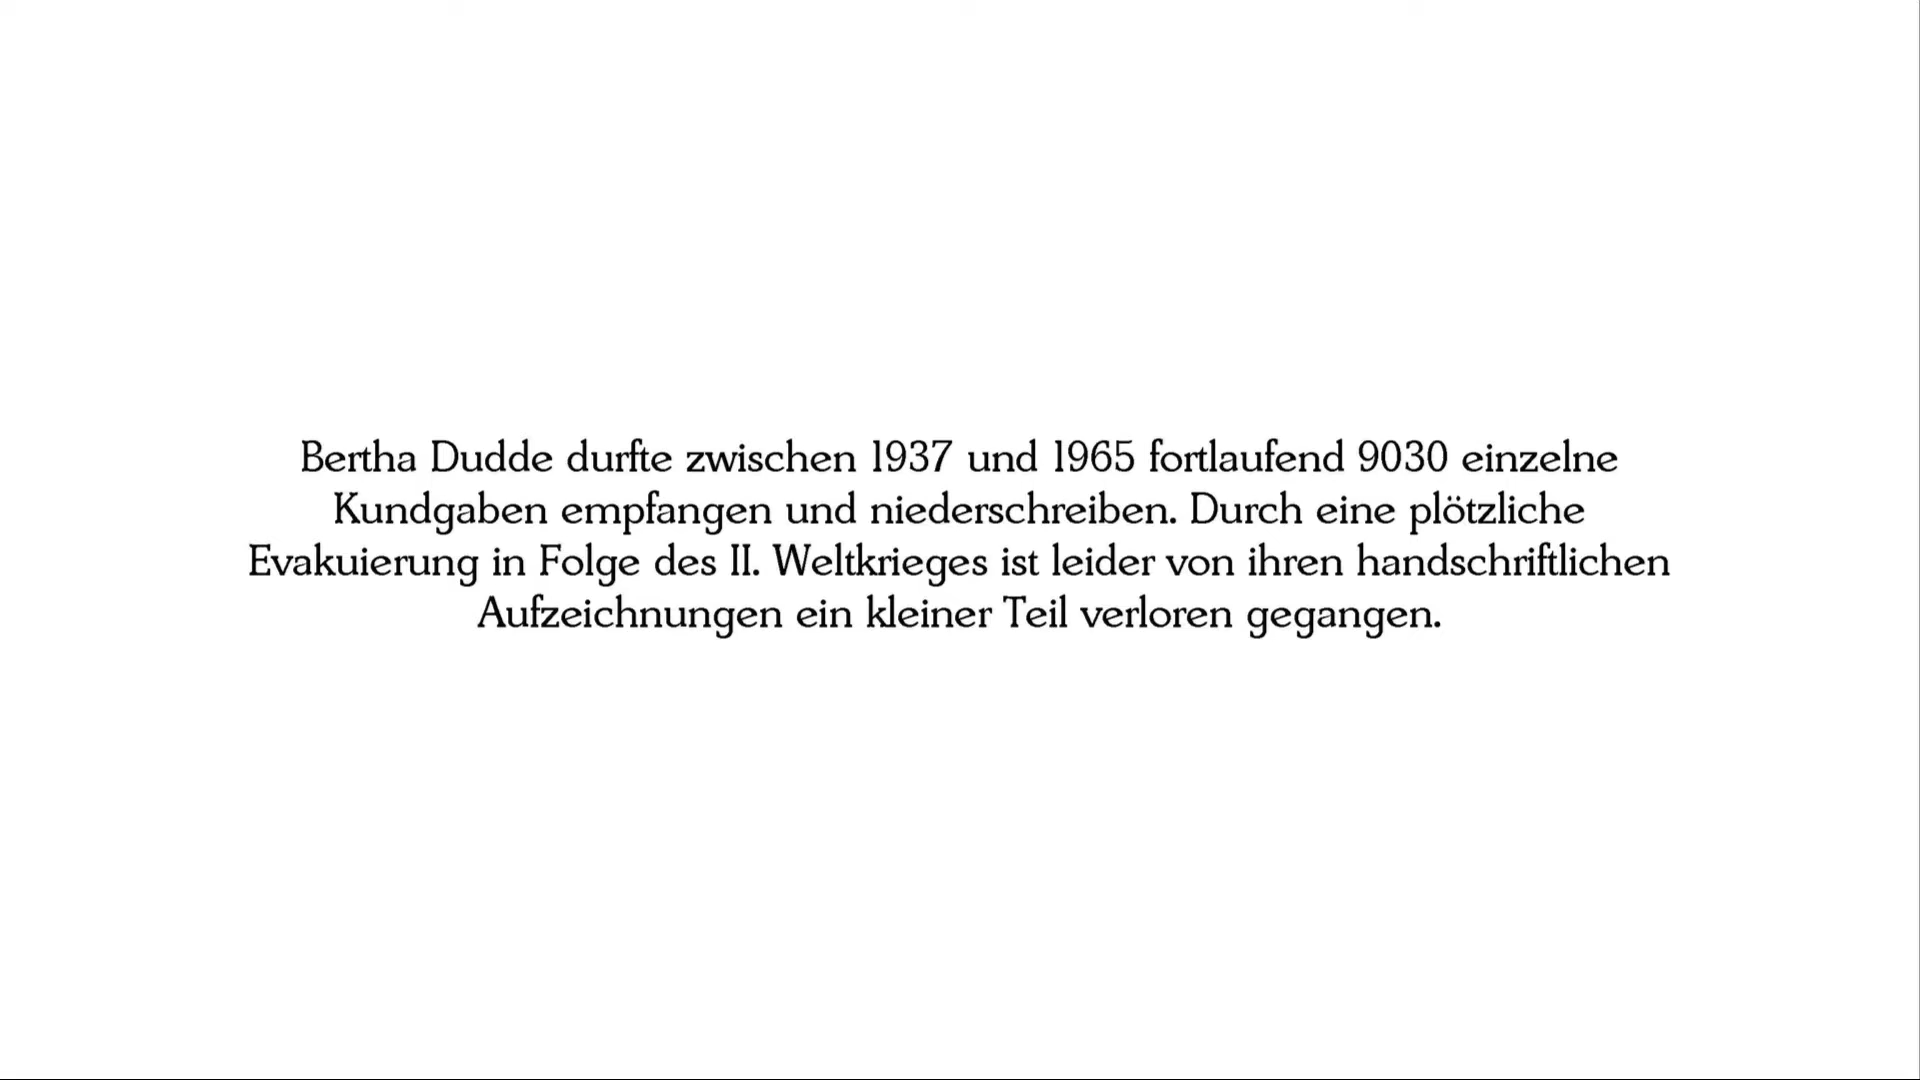 Bertha Dudde durfte zwischen 1937 und 1965 fortlaufend 9030 einzelne
Kundgaben empfangen und niederschreiben. Durch eine plötzliche
Evakuierung in Folge des II. Weltkrieges ist leider von ihren handschriftlichen
Aufzeichnungen ein kleiner Teil verloren gegangen.